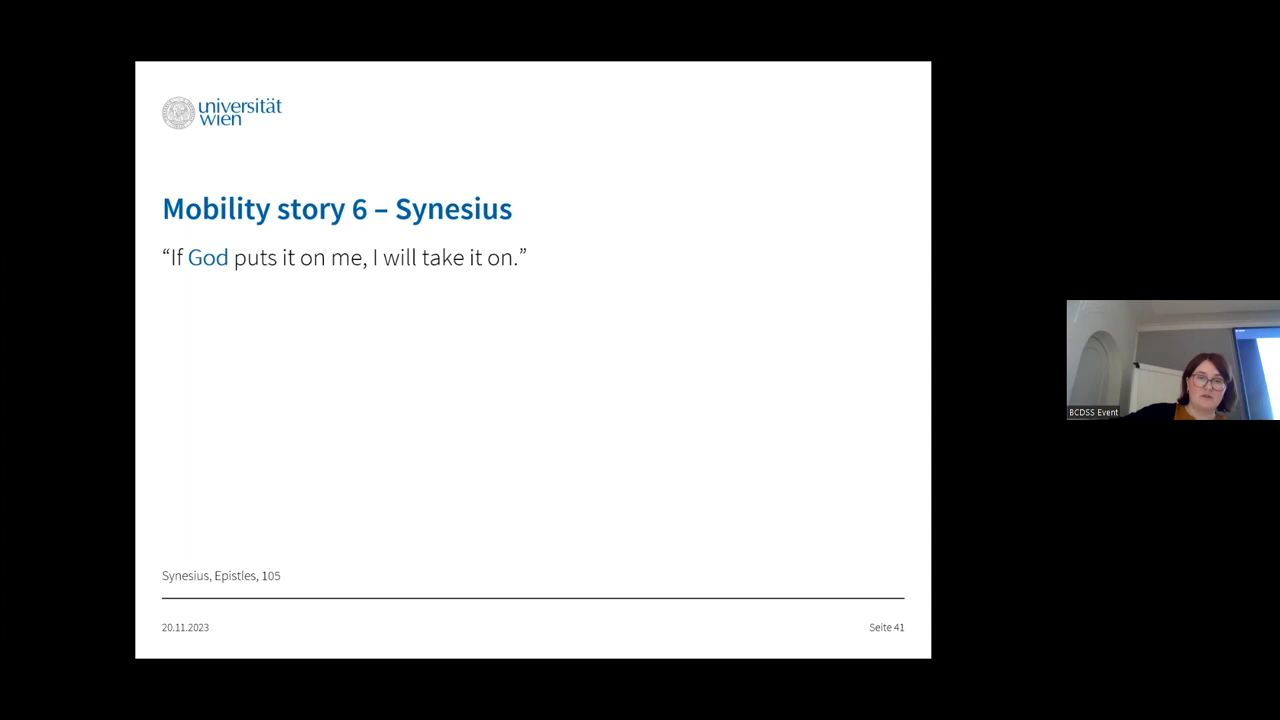 universität
wien
Mobility story 6 – Synesius
“If God puts it on me, I will take it on.”
Synesius, Epistles, 105
20.11.2023
Seite 41
BCDSS Event